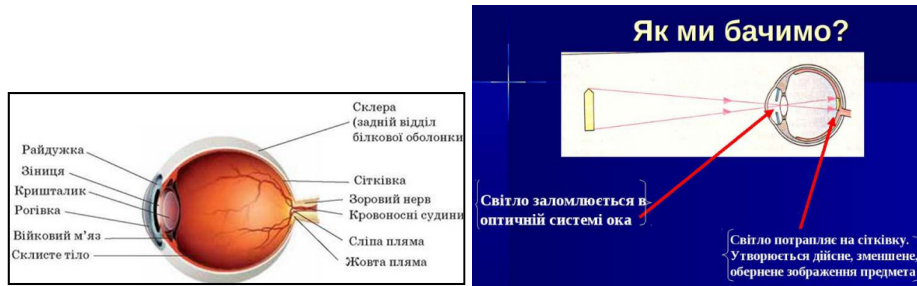 Склера
(задній відділ
білкової оболонки
Райдужка
Зіниця
Кришталик
Рогівка
Війковий м’яз
Склисте тіло
Сітківка
Зоровий нерв
Кровоносні судини
Сліпа пляма
Жовта пляма
Як ми бачимо?
Світло заломлюється в
оптичній системі ока
Світло потрапляє на сітківку.
Утворюється дійсне, зменшене,
обернене зображення предмета